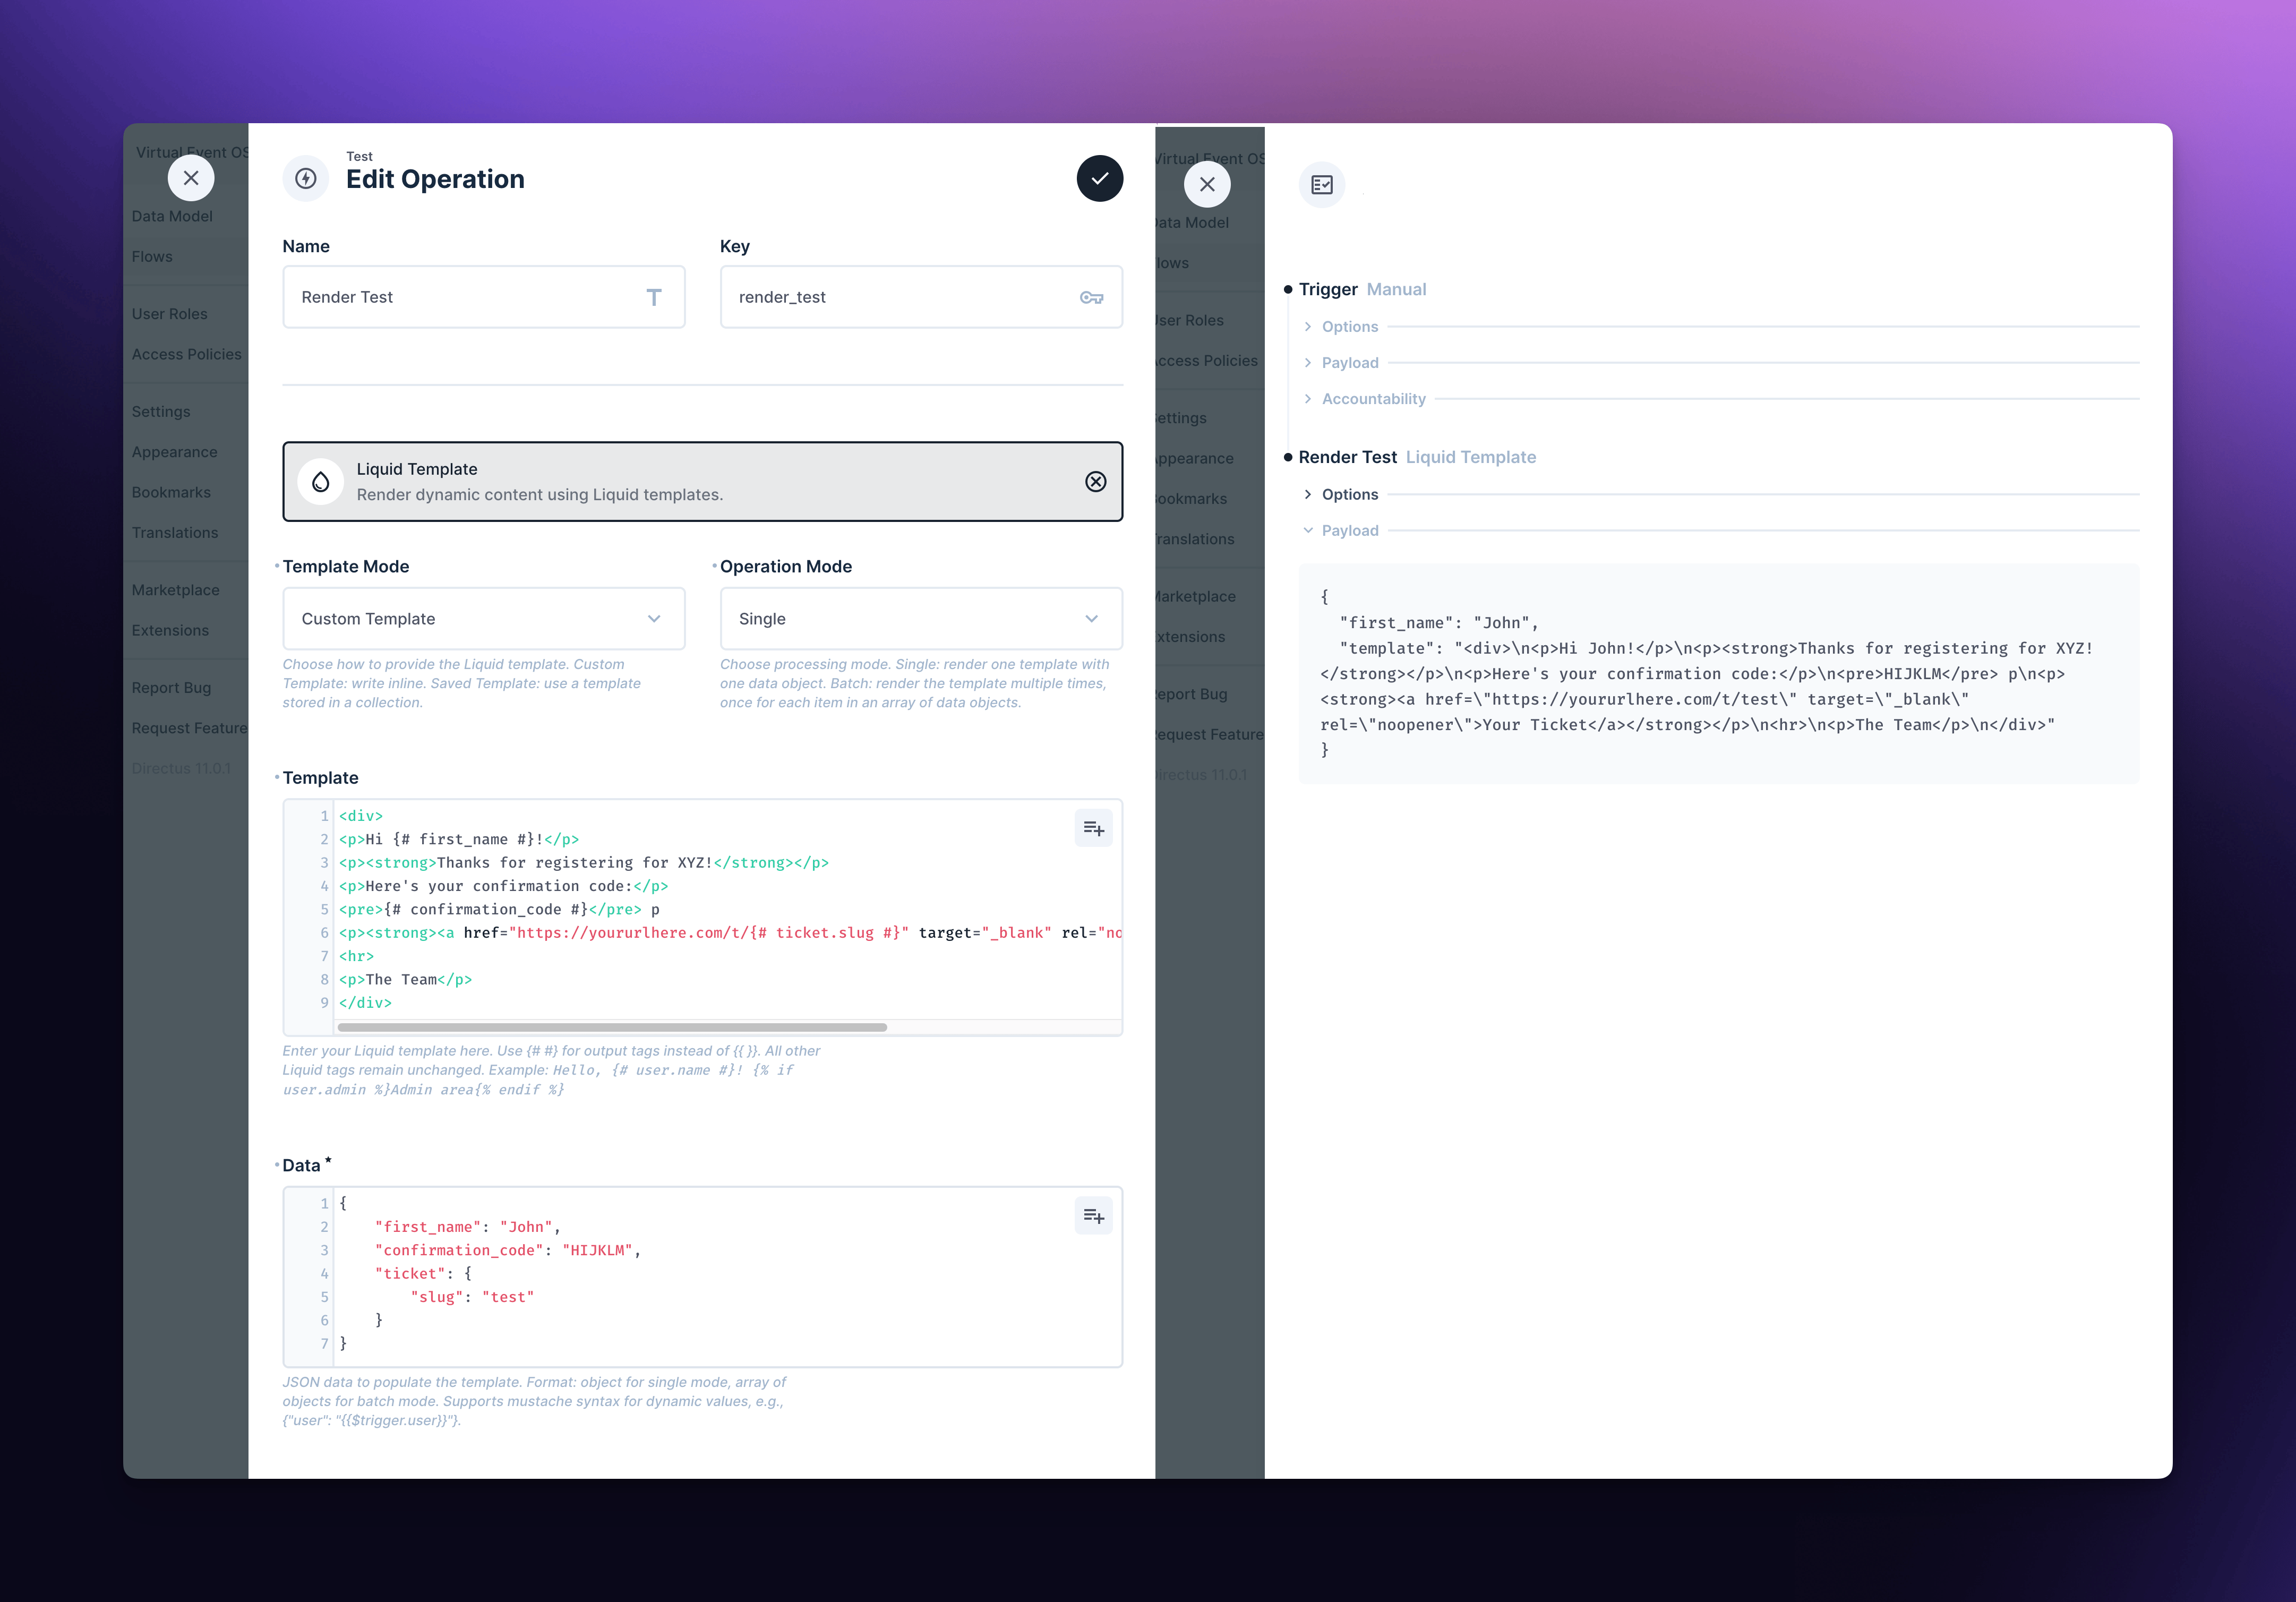 Virtual Event OS
Data Model
Flows
User Roles
Access Policies
Settings
Appearance
Bookmarks
Translations
Marketplace
Extensions
Report Bug
Request Feature
Directus 11.0.1
Test
Edit Operation
Name
Key
Render Test
render_test
Liquid Template
Render dynamic content using Liquid templates.
Template Mode
Operation Mode
Custom Template
Single
Choose how to provide the Liquid template. Custom
Template: write inline. Saved Template: use a template
stored in a collection.
Choose processing mode. Single: render one template with
one data object. Batch: render the template multiple times,
once for each item in an array of data objects.
Template
1 <div>
2 <p>Hi {# first_name #}!</p>
3 <p><strong>Thanks for registering for XYZ!</strong></p>
4 <p>Here's your confirmation code:</p>
5 <pre>{# confirmation_code #}</pre> p
6 <p><strong><a href="https://yoururlhere.com/t/{# ticket.slug #}" target="_blank" rel="no
7 <hr>
8 <p>The Team</p>
9 </div>
Enter your Liquid template here. Use {# #} for output tags instead of {{ }}. All other
Liquid tags remain unchanged. Example: Hello, {# user.name #}! {% if
user.admin %}Admin area{% endif %}
Data *
1 {
2 "first_name": "John",
3 "confirmation_code": "HIJKLM",
4 "ticket": {
5 "slug": "test"
6 }
7 }
JSON data to populate the template. Format: object for single mode, array of
objects for batch mode. Supports mustache syntax for dynamic values, e.g.,
{"user": "{{$trigger.user}}"}.
Virtual Event OS
Data Model
lows
User Roles
Access Policies
Settings
Appearance
Bookmarks
Translations
Marketplace
Extensions
Report Bug
Request Feature
Directus 11.0.1
Trigger Manual
Options
Payload
Accountability
Render Test Liquid Template
Options
Payload
{
"first_name": "John",
"template": "<div>\n<p>Hi John!</p>\n<p><strong>Thanks for registering for XYZ!
</strong></p>\n<p>Here's your confirmation code:</p>\n<pre>HIJKLM</pre> p\n<p>
<strong><a href=\"https://yoururlhere.com/t/test\" target=\"_blank\"
rel=\"noopener\">Your Ticket</a></strong></p>\n<hr>\n<p>The Team</p>\n</div>"
}